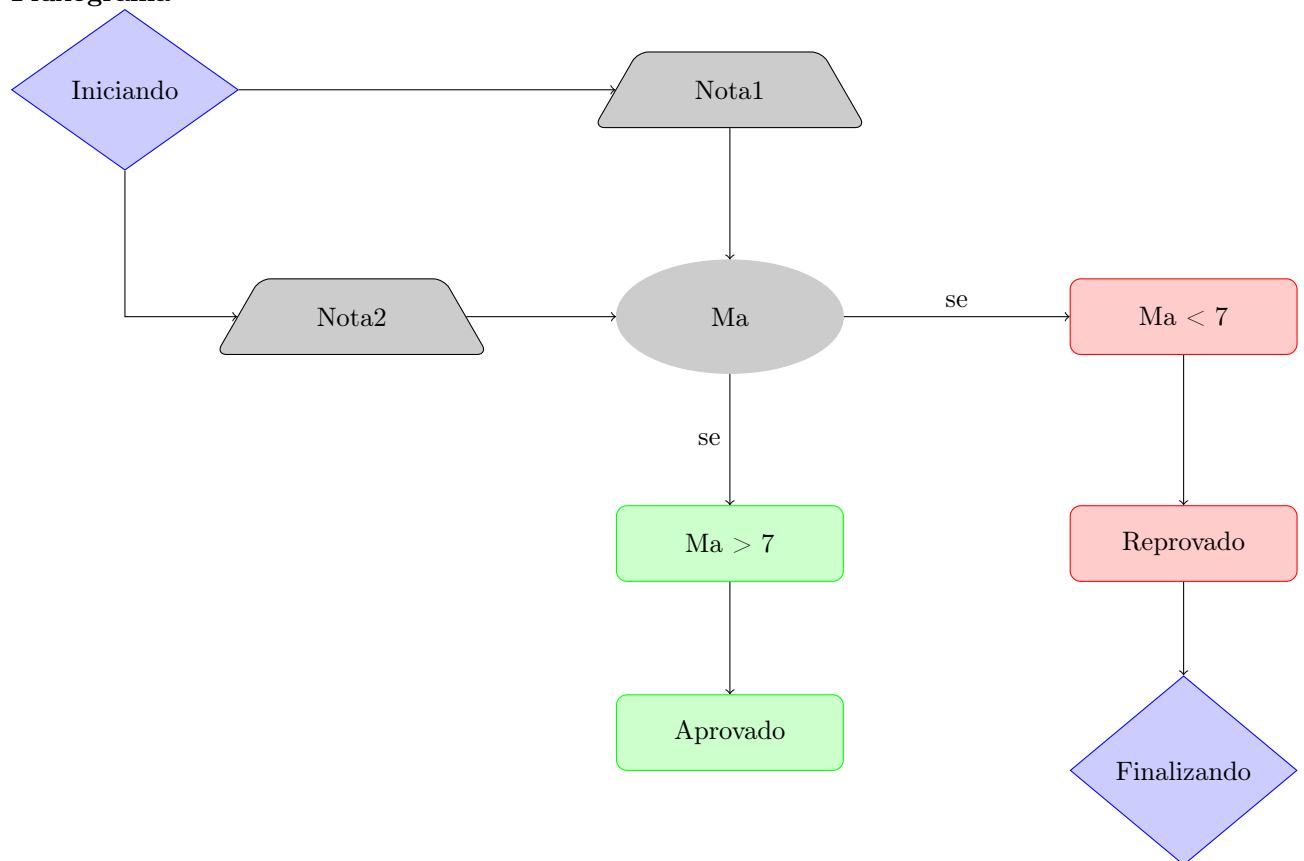 Iniciando
Nota1
Nota2
Ma
se
Ma < 7
se
Ma > 7
Reprovado
Aprovado
Finalizando